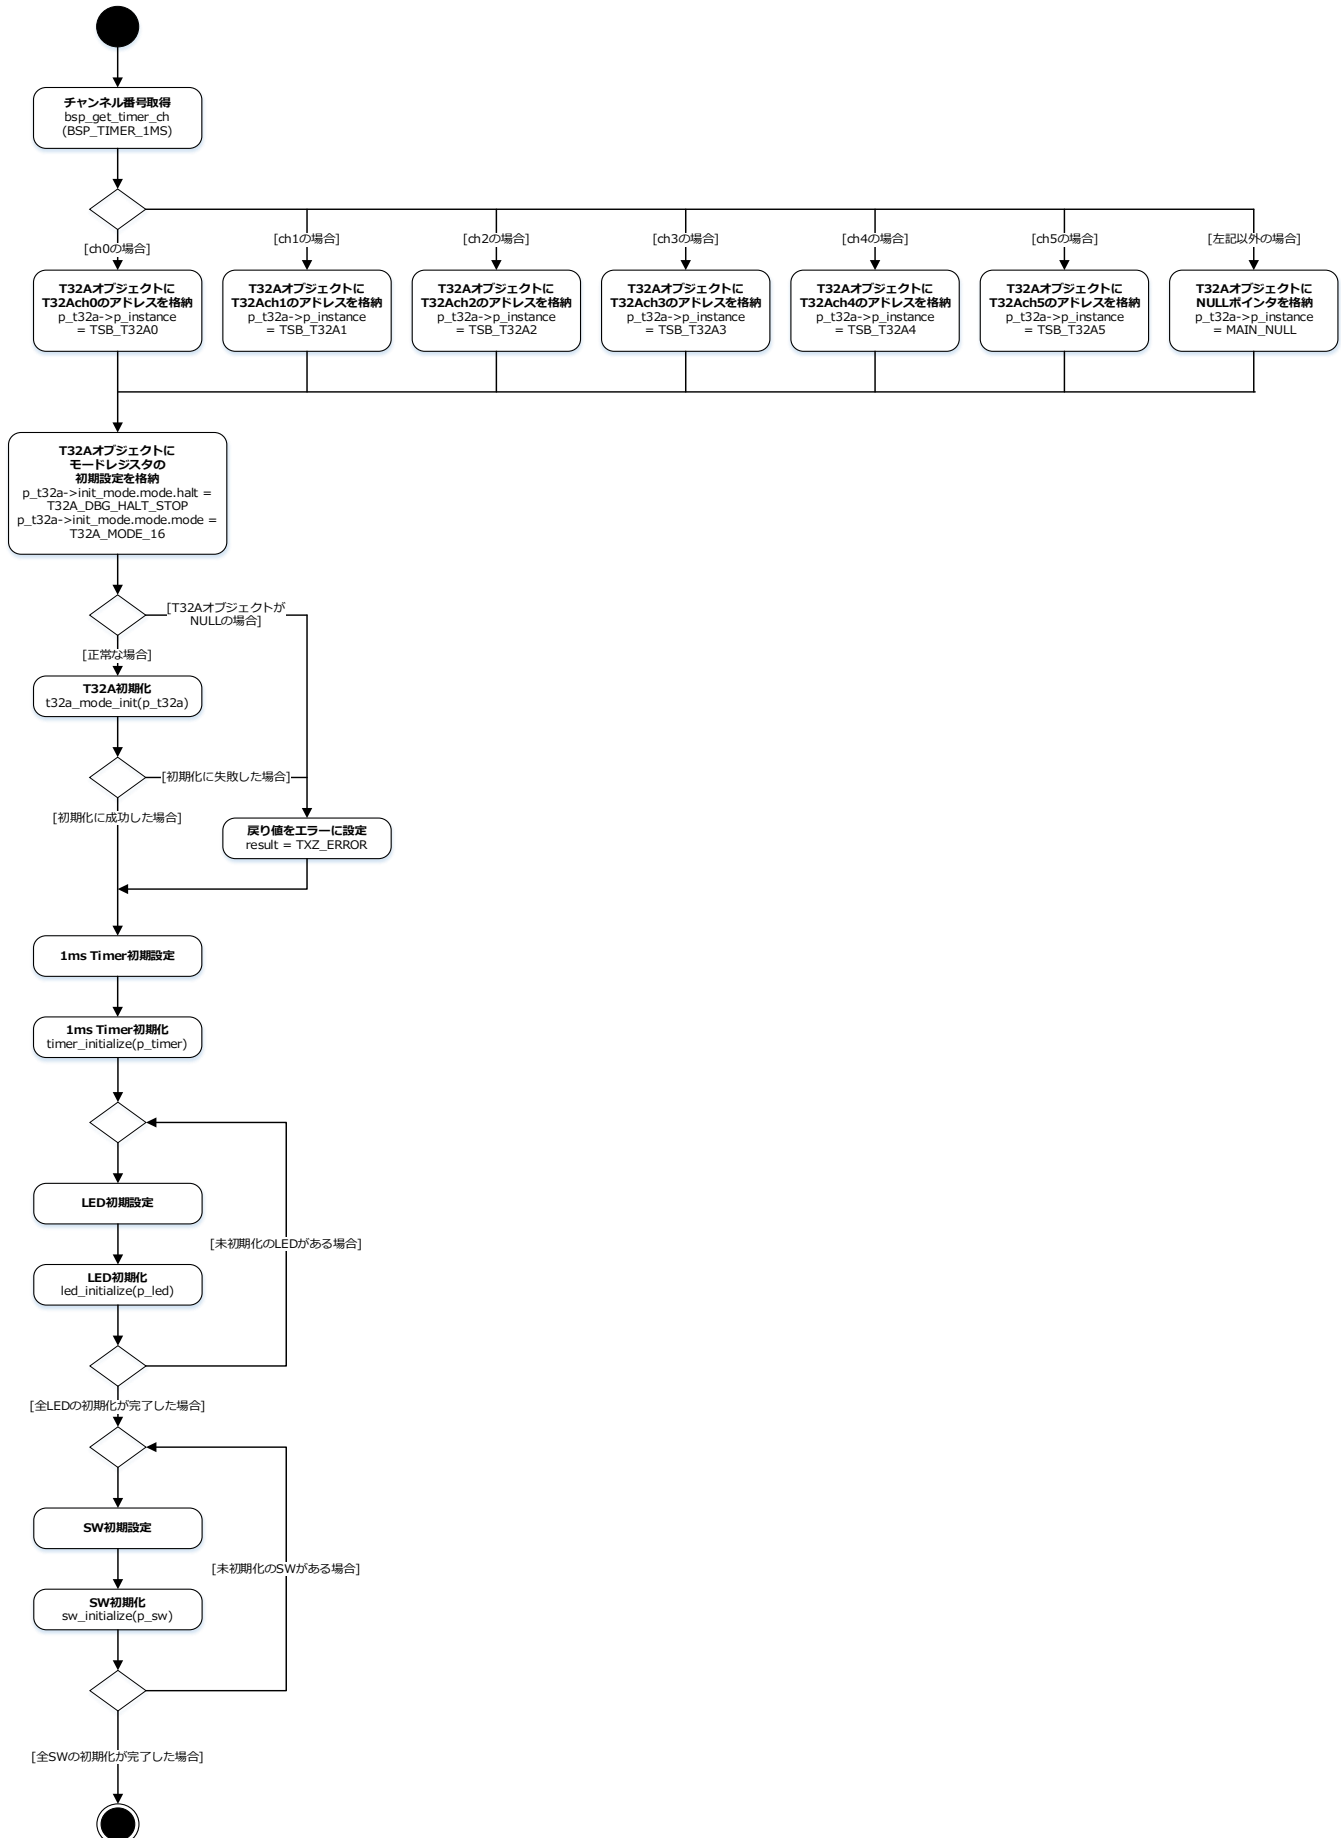 チャンネル番号取得
bsp_get_timer_ch
(BSP_TIMER_1MS)
[ch0の場合]
[ch1の場合]
[ch2の場合]
[ch3の場合]
[ch4の場合]
[ch5の場合]
[左記以外の場合]
T32Aオブジェクトに
T32Ach0のアドレスを格納
p_t32a->p_instance
= TSB_T32A0
T32Aオブジェクトに
T32Ach1のアドレスを格納
p_t32a->p_instance
= TSB_T32A1
T32Aオブジェクトに
T32Ach2のアドレスを格納
p_t32a->p_instance
= TSB_T32A2
T32Aオブジェクトに
T32Ach3のアドレスを格納
p_t32a->p_instance
= TSB_T32A3
T32Aオブジェクトに
T32Ach4のアドレスを格納
p_t32a->p_instance
= TSB_T32A4
T32Aオブジェクトに
T32Ach5のアドレスを格納
p_t32a->p_instance
= TSB_T32A5
T32Aオブジェクトに
NULLポインタを格納
p_t32a->p_instance
= MAIN_NULL
T32Aオブジェクトに
モードレジスタの
初期設定を格納
p_t32a->init_mode.mode.halt =
T32A_DBG_HALT_STOP
p_t32a->init_mode.mode.mode =
T32A_MODE_16
[T32Aオブジェクトが
NULLの場合]
[正常な場合]
T32A初期化
t32a_mode_init(p_t32a)
[初期化に失敗した場合]
[初期化に成功した場合]
戻り値をエラーに設定
result = TXZ_ERROR
1ms Timer初期設定
1ms Timer初期化
timer_initialize(p_timer)
LED初期設定
[未初期化のLEDがある場合]
LED初期化
led_initialize(p_led)
[全LEDの初期化が完了した場合]
SW初期設定
[未初期化のSWがある場合]
SW初期化
sw_initialize(p_sw)
[全SWの初期化が完了した場合]